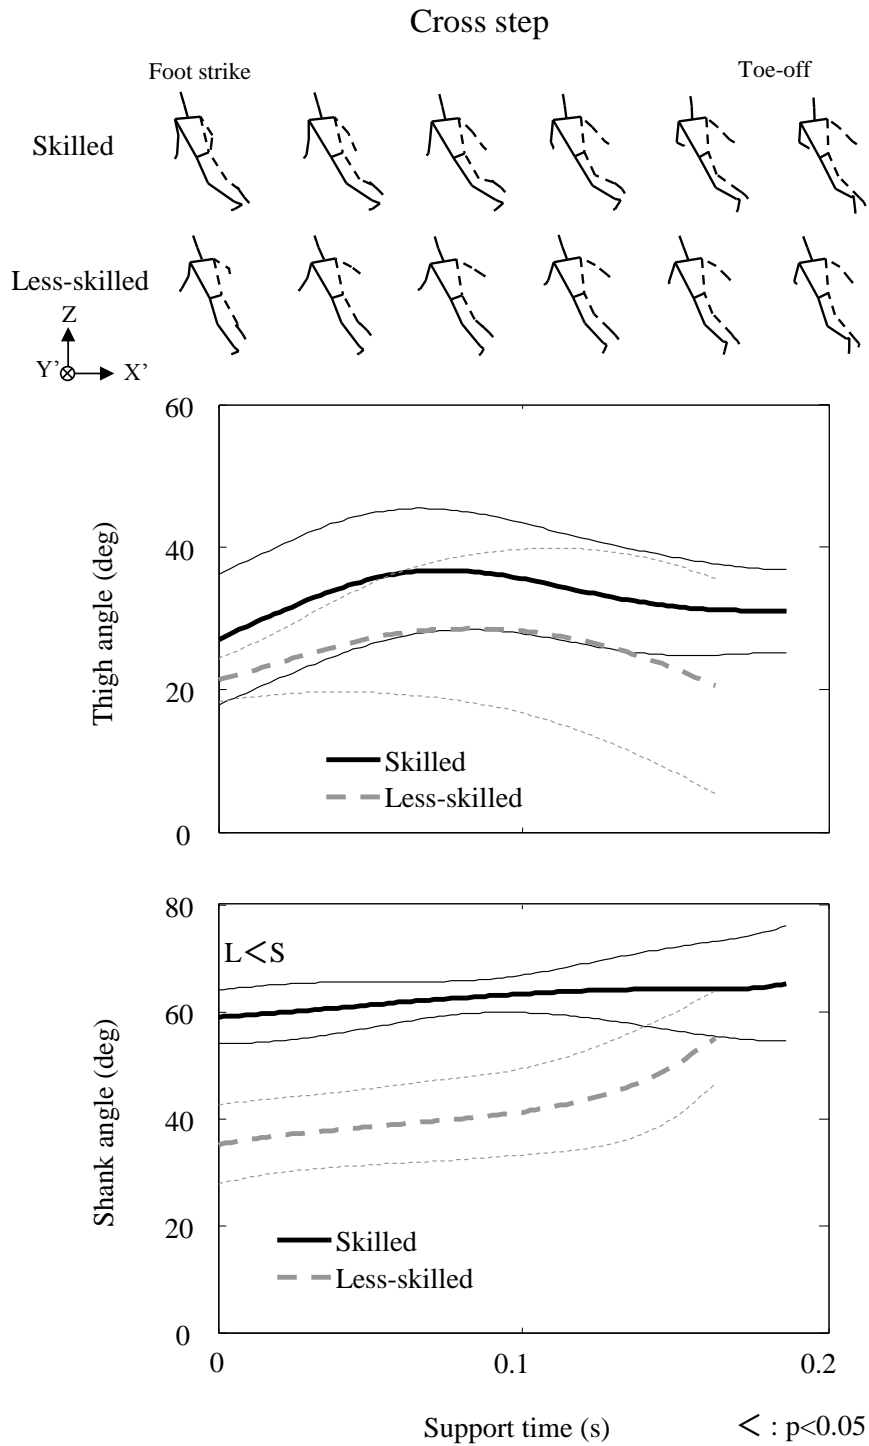 Cross step
Foot strike
Toe-off
Skilled
Less-skilled
Z
Y’
X’
60
40
20
0
Thigh angle (deg)
Skilled
Less-skilled
80
60
40
20
0
Shank angle (deg)
L<S
Skilled
Less-skilled
0 0.1 0.2
Support time (s)
< : p<0.05